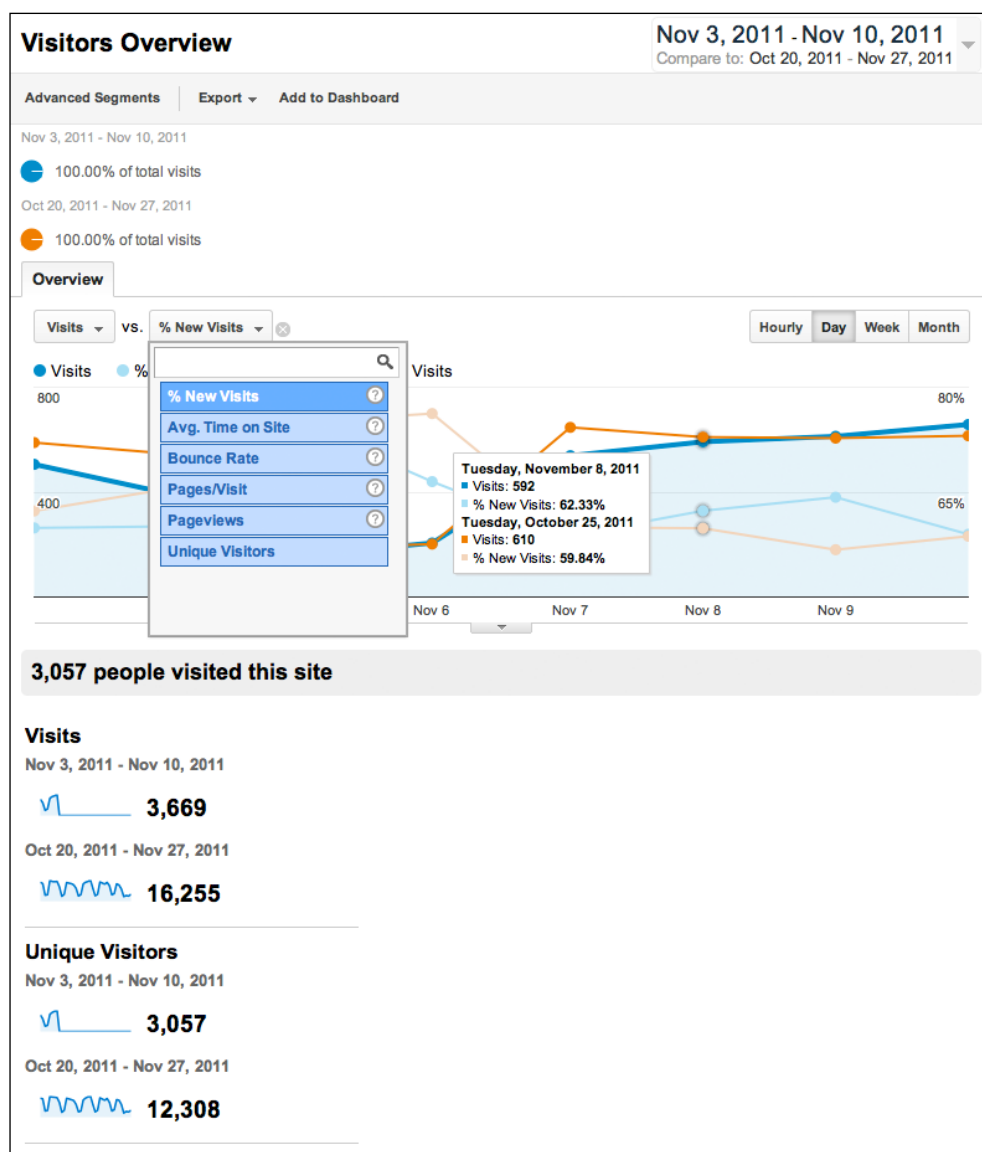 Visitors Overview
Nov 3, 2011 - Nov 10, 2011
Compare to: Oct 20, 2011 - Nov 27, 2011
Advanced Segments Export Add to Dashboard
Nov 3, 2011 - Nov 10, 2011
100.00% of total visits
Oct 20, 2011 - Nov 27, 2011
100.00% of total visits
Overview
Visits vs. % New Visits
Hourly Day Week Month
Visits % Visits
800 80%
% New Visits ?
Avg. Time on Site ?
Bounce Rate ?
Pages/Visit ?
Pageviews ?
Unique Visitors
400 65%
Tuesday, November 8, 2011
Visits: 592
% New Visits: 62.33%
Tuesday, October 25, 2011
Visits: 610
% New Visits: 59.84%
Nov 6 Nov 7 Nov 8 Nov 9
3,057 people visited this site
Visits
Nov 3, 2011 - Nov 10, 2011
3,669
Oct 20, 2011 - Nov 27, 2011
16,255
Unique Visitors
Nov 3, 2011 - Nov 10, 2011
3,057
Oct 20, 2011 - Nov 27, 2011
12,308